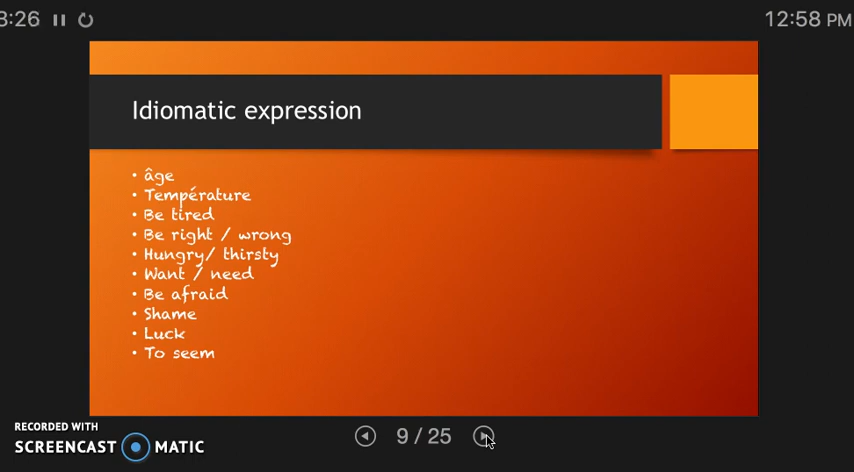 3:26
12:58 PM
Idiomatic expression
• âge
• Température
• Be tired
• Be right / wrong
• Hungry/ thirsty
• Want / need
• Be afraid
• Shame
• Luck
• To seem
RECORDED WITH
SCREENCAST MATIC
9 / 25